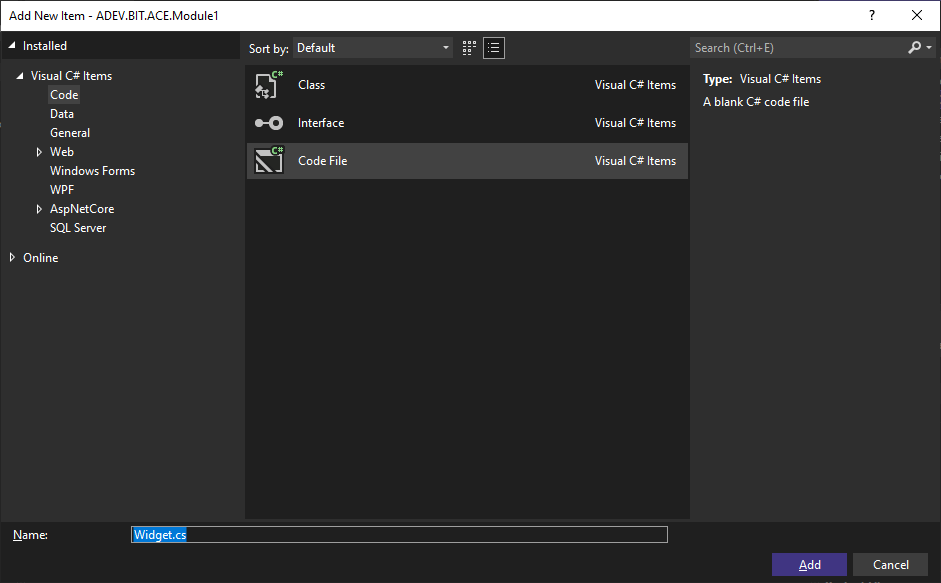 Add New Item - ADEV.BIT.ACE.Module1
?
Installed
Sort by: Default
Search (Ctrl+E)
Visual C# Items
Code
Data
General
Web
Windows Forms
WPF
AspNetCore
SQL Server
Online
C# Class Visual C# Items
Interface Visual C# Items
C# Code File Visual C# Items
Type: Visual C# Items
A blank C# code file
Name: Widget.cs
Add Cancel